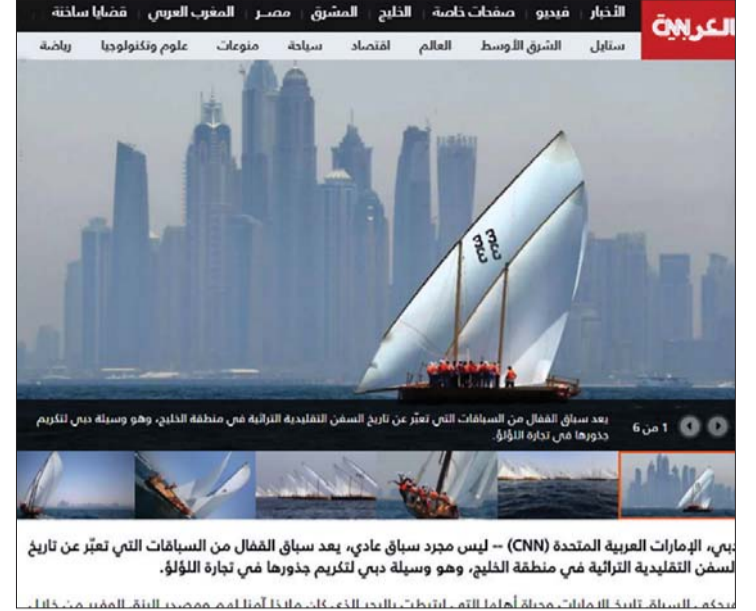 العربية CNN
الأخبار فيديو صفحات خاصة الخليج المشرق مصر المغرب العربي قضايا ساخنة
ستايل الشرق الأوسط العالم اقتصاد سياحة منوعات علوم وتكنولوجيا رياضة
1 من 6
يعد سباق القفال من السباقات التي تعبّر عن تاريخ السفن التقليدية التراثية في منطقة الخليج، وهو وسيلة دبي لتكريم
جذورها في تجارة اللؤلؤ.
دبي، الإمارات العربية المتحدة (CNN) -- ليس مجرد سباق عادي، يعد سباق القفال من السباقات التي تعبّر عن تاريخ
السفن التقليدية التراثية في منطقة الخليج، وهو وسيلة دبي لتكريم جذورها في تجارة اللؤلؤ.